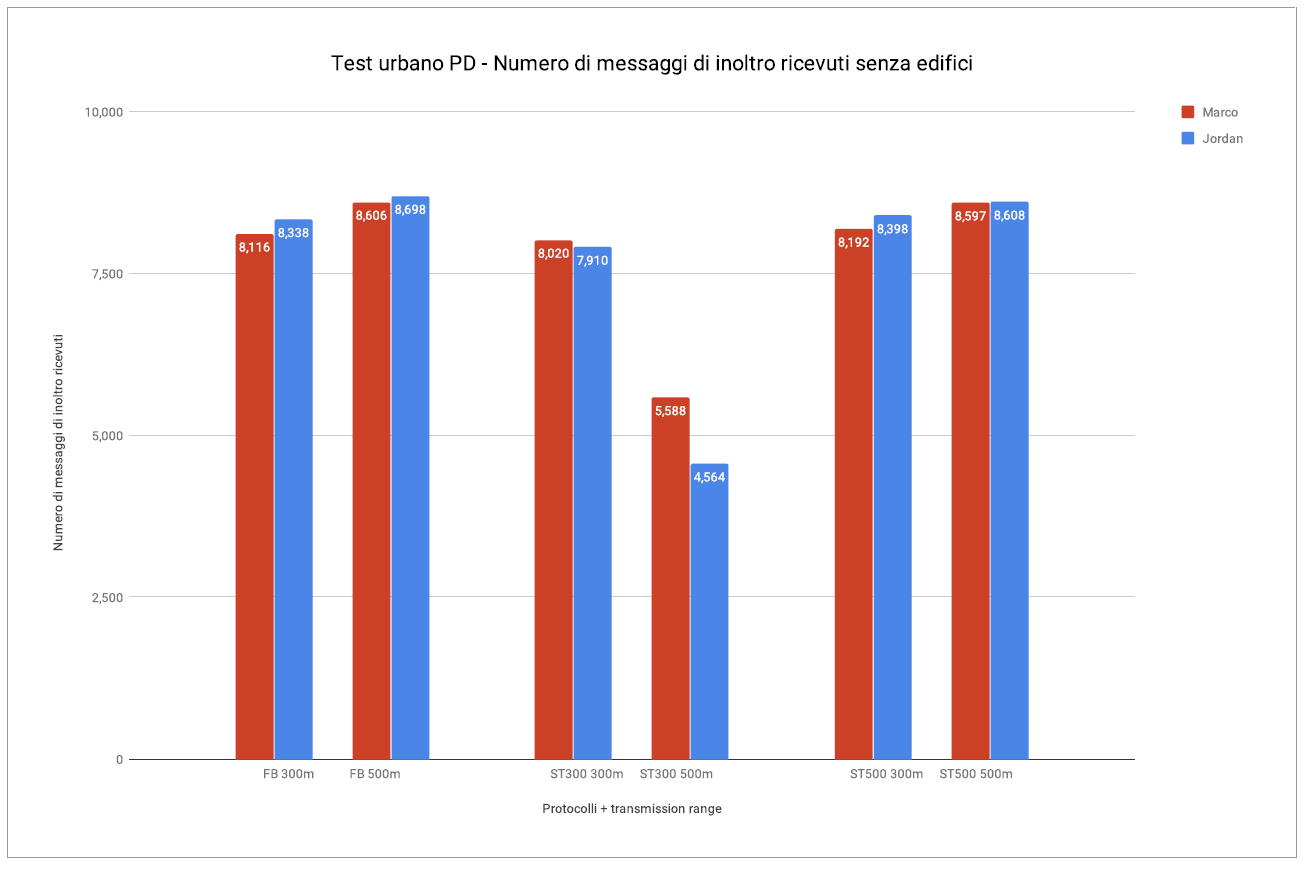 Test urbano PD - Numero di messaggi di inoltro ricevuti senza edifici
10,000
7,500
5,000
2,500
0
Numero di messaggi di inoltro ricevuti
Marco
Jordan
8,116
8,338
8,606
8,698
8,020
7,910
5,588
4,564
8,192
8,398
8,597
8,608
FB 300m
FB 500m
ST300 300m
ST300 500m
ST500 300m
ST500 500m
Protocolli + transmission range